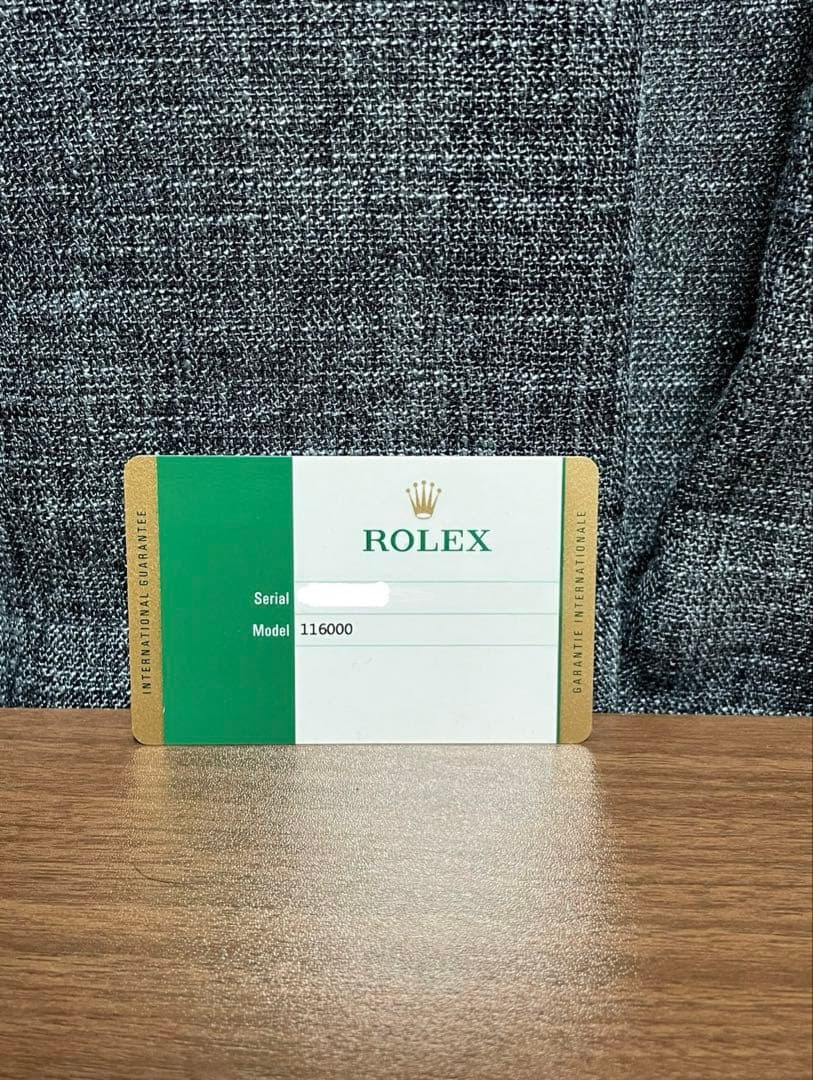 INTERNATIONAL GUARANTEE
ROLEX
Serial
Model 116000
GARANTIE INTERNATIONALE